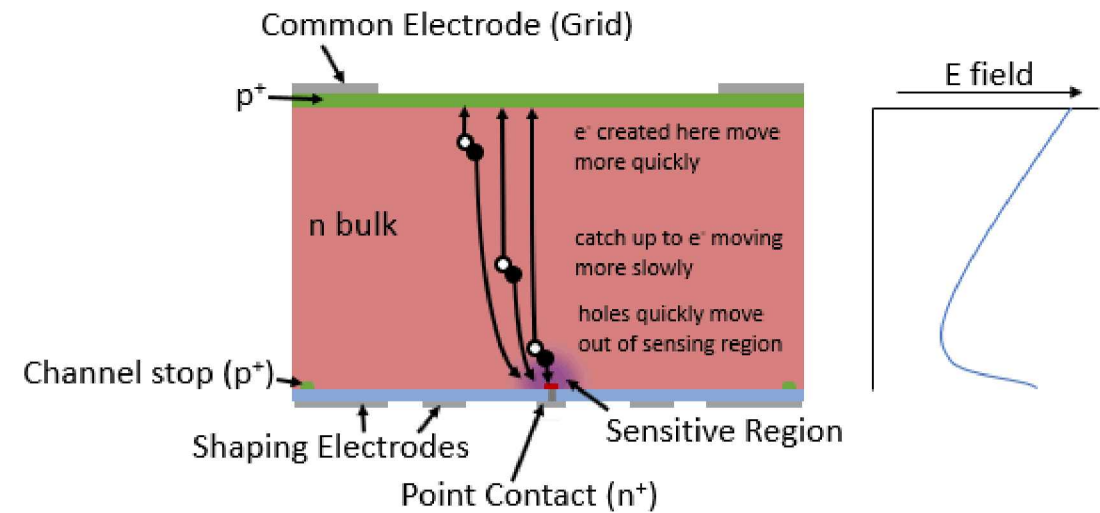 Common Electrode (Grid)
E field
p⁺
e⁻ created here move
more quickly
n bulk
catch up to e⁻ moving
more slowly
holes quickly move
out of sensing region
Channel stop (p⁺)
Sensitive Region
Shaping Electrodes
Point Contact (n⁺)